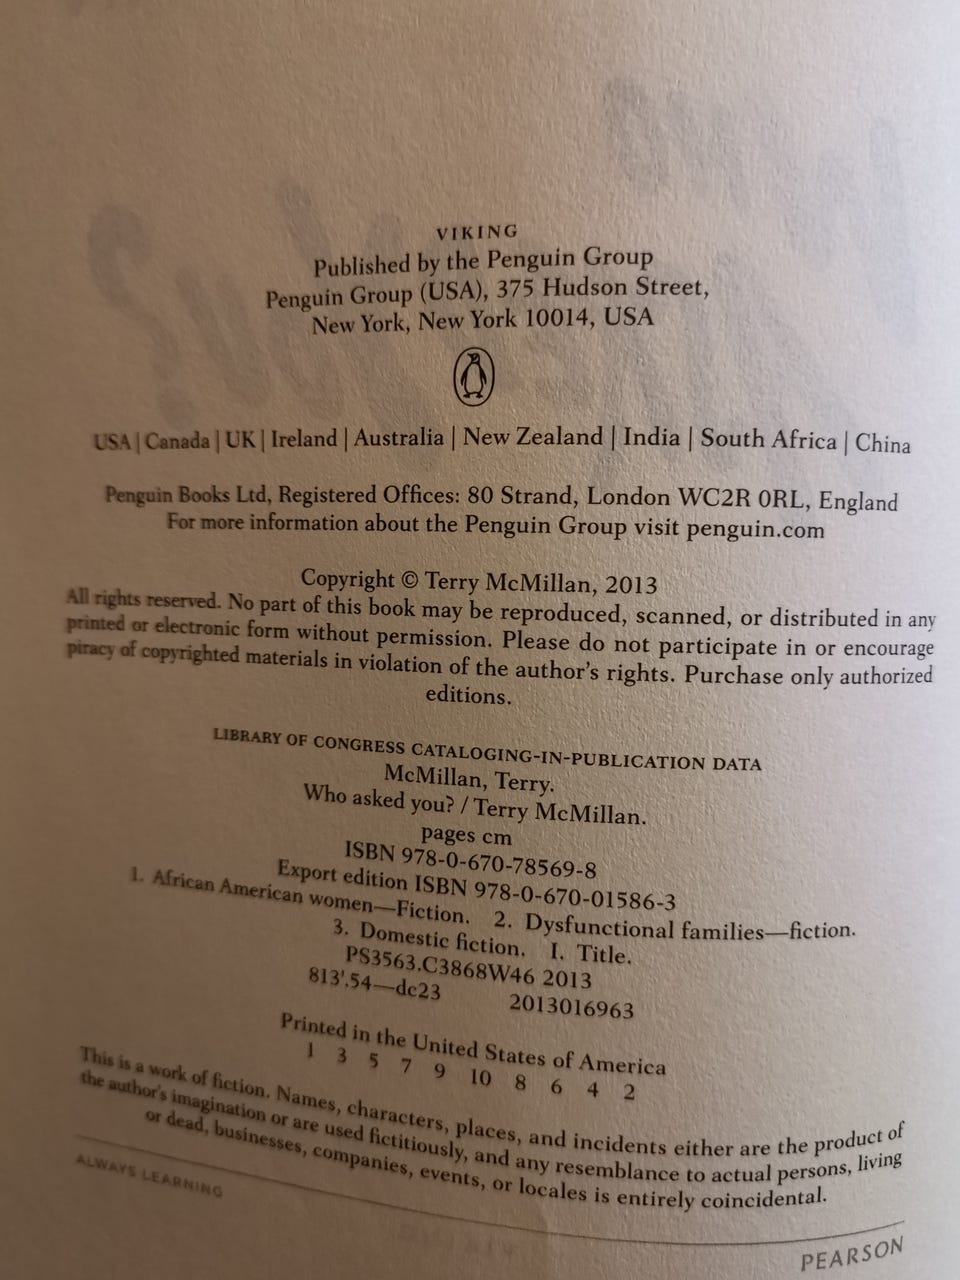 VIKING
Published by the Penguin Group
Penguin Group (USA), 375 Hudson Street,
New York, New York 10014, USA
USA | Canada | UK | Ireland | Australia | New Zealand | India | South Africa | China
Penguin Books Ltd, Registered Offices: 80 Strand, London WC2R 0RL, England
For more information about the Penguin Group visit penguin.com
Copyright © Terry McMillan, 2013
All rights reserved. No part of this book may be reproduced, scanned, or distributed in any
printed or electronic form without permission. Please do not participate in or encourage
piracy of copyrighted materials in violation of the author's rights. Purchase only authorized
editions.
LIBRARY OF CONGRESS CATALOGING-IN-PUBLICATION DATA
McMillan, Terry.
Who asked you? / Terry McMillan.
pages cm
ISBN 978-0-670-78569-8
Export edition ISBN 978-0-670-01586-3
1. African American women—Fiction. 2. Dysfunctional families—fiction.
3. Domestic fiction. I. Title.
PS3563.C3868W46 2013
813'.54—dc23 2013016963
Printed in the United States of America
1 3 5 7 9 10 8 6 4 2
This is a work of fiction. Names, characters, places, and incidents either are the product of
the author's imagination or are used fictitiously, and any resemblance to actual persons, living
or dead, businesses, companies, events, or locales is entirely coincidental.
ALWAYS LEARNING
PEARSON